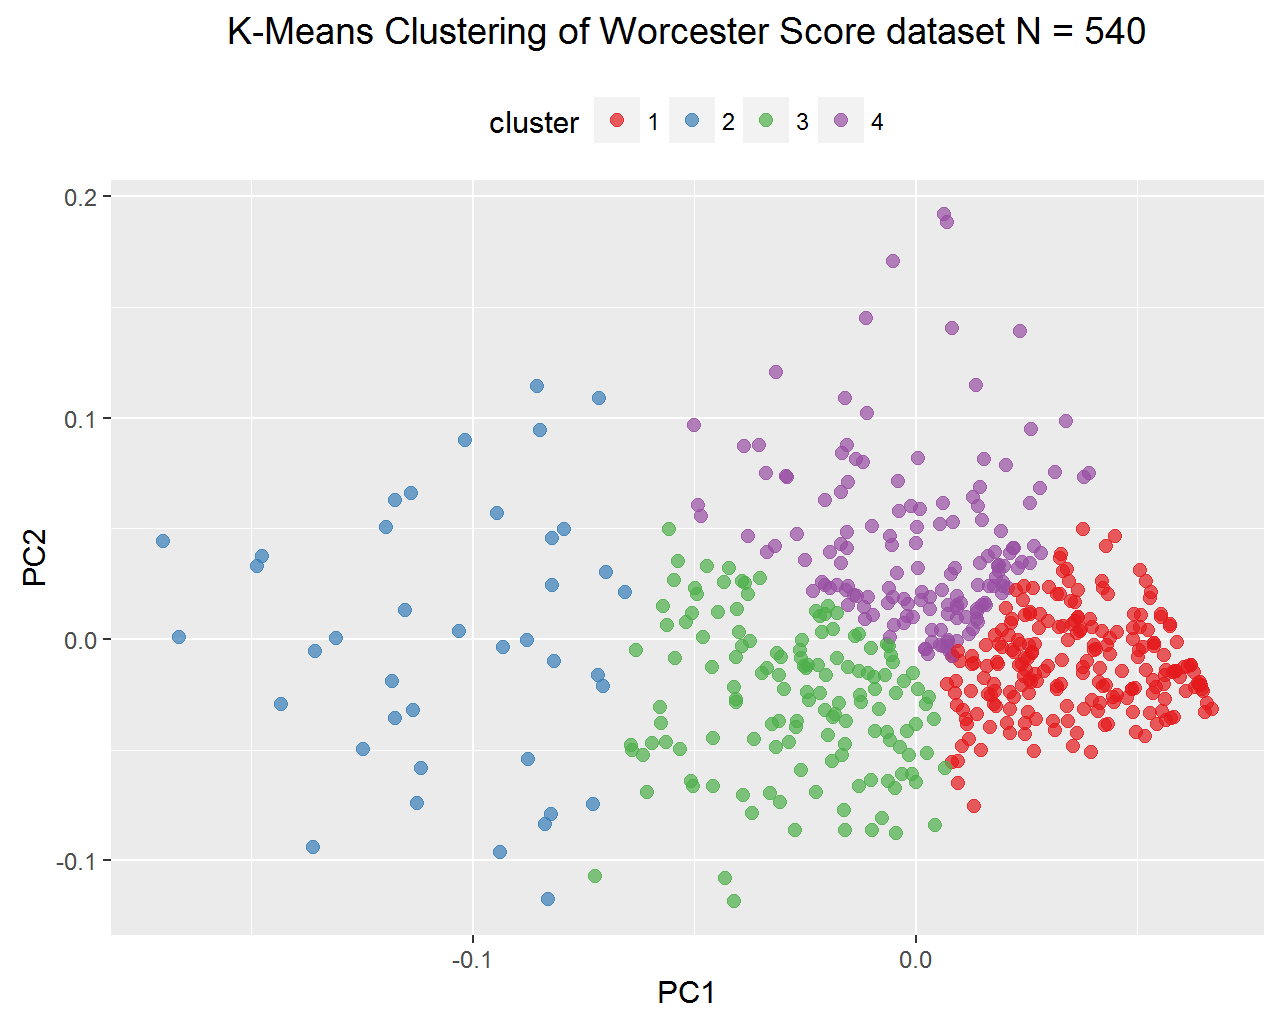 K-Means Clustering of Worcester Score dataset N = 540
cluster 1 2 3 4
0.2
0.1
0.0
-0.1
PC2
-0.1 0.0
PC1